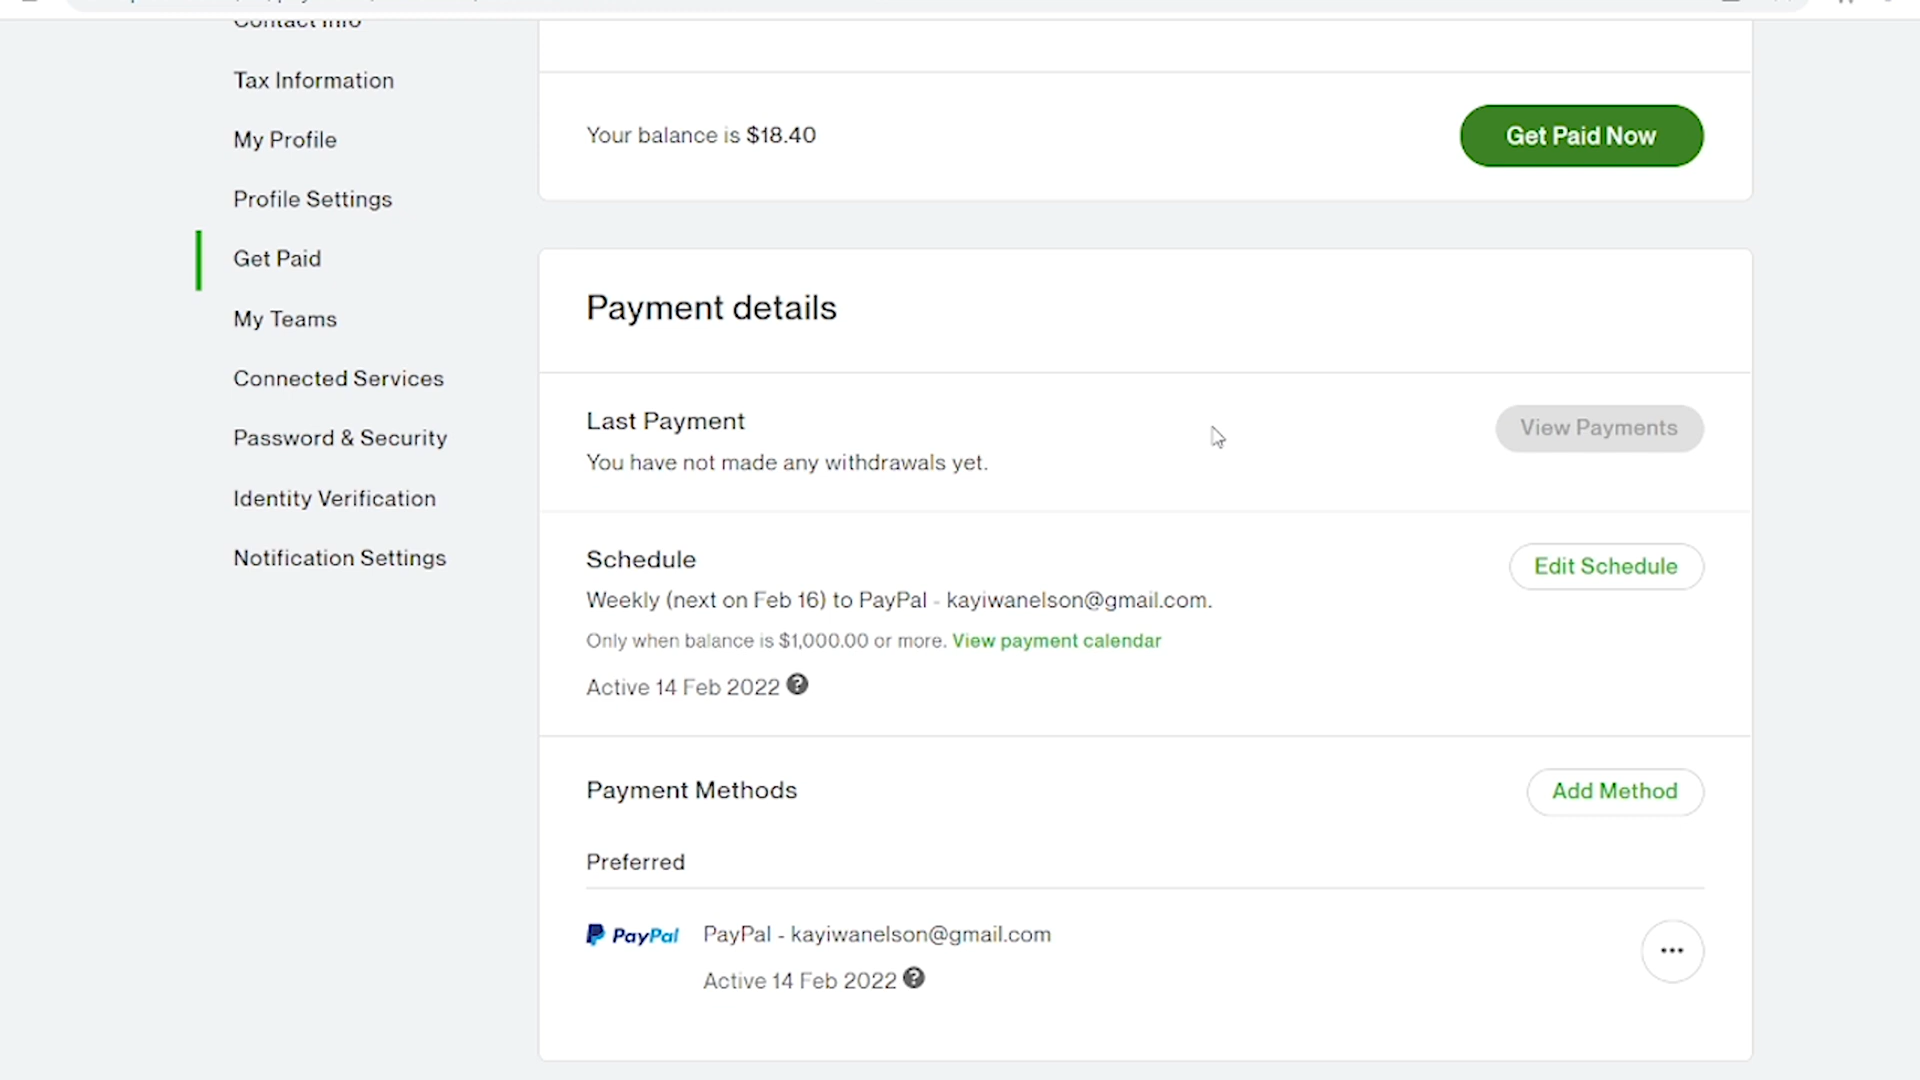 Contact Info
Tax Information
My Profile
Profile Settings
Get Paid
My Teams
Connected Services
Password & Security
Identity Verification
Notification Settings
Your balance is $18.40
Get Paid Now
Payment details
Last Payment
View Payments
You have not made any withdrawals yet.
Schedule
Edit Schedule
Weekly (next on Feb 16) to PayPal - kayiwanelson@gmail.com.
Only when balance is $1,000.00 or more. View payment calendar
Active 14 Feb 2022 ?
Payment Methods
Add Method
Preferred
PayPal PayPal - kayiwanelson@gmail.com
Active 14 Feb 2022 ?